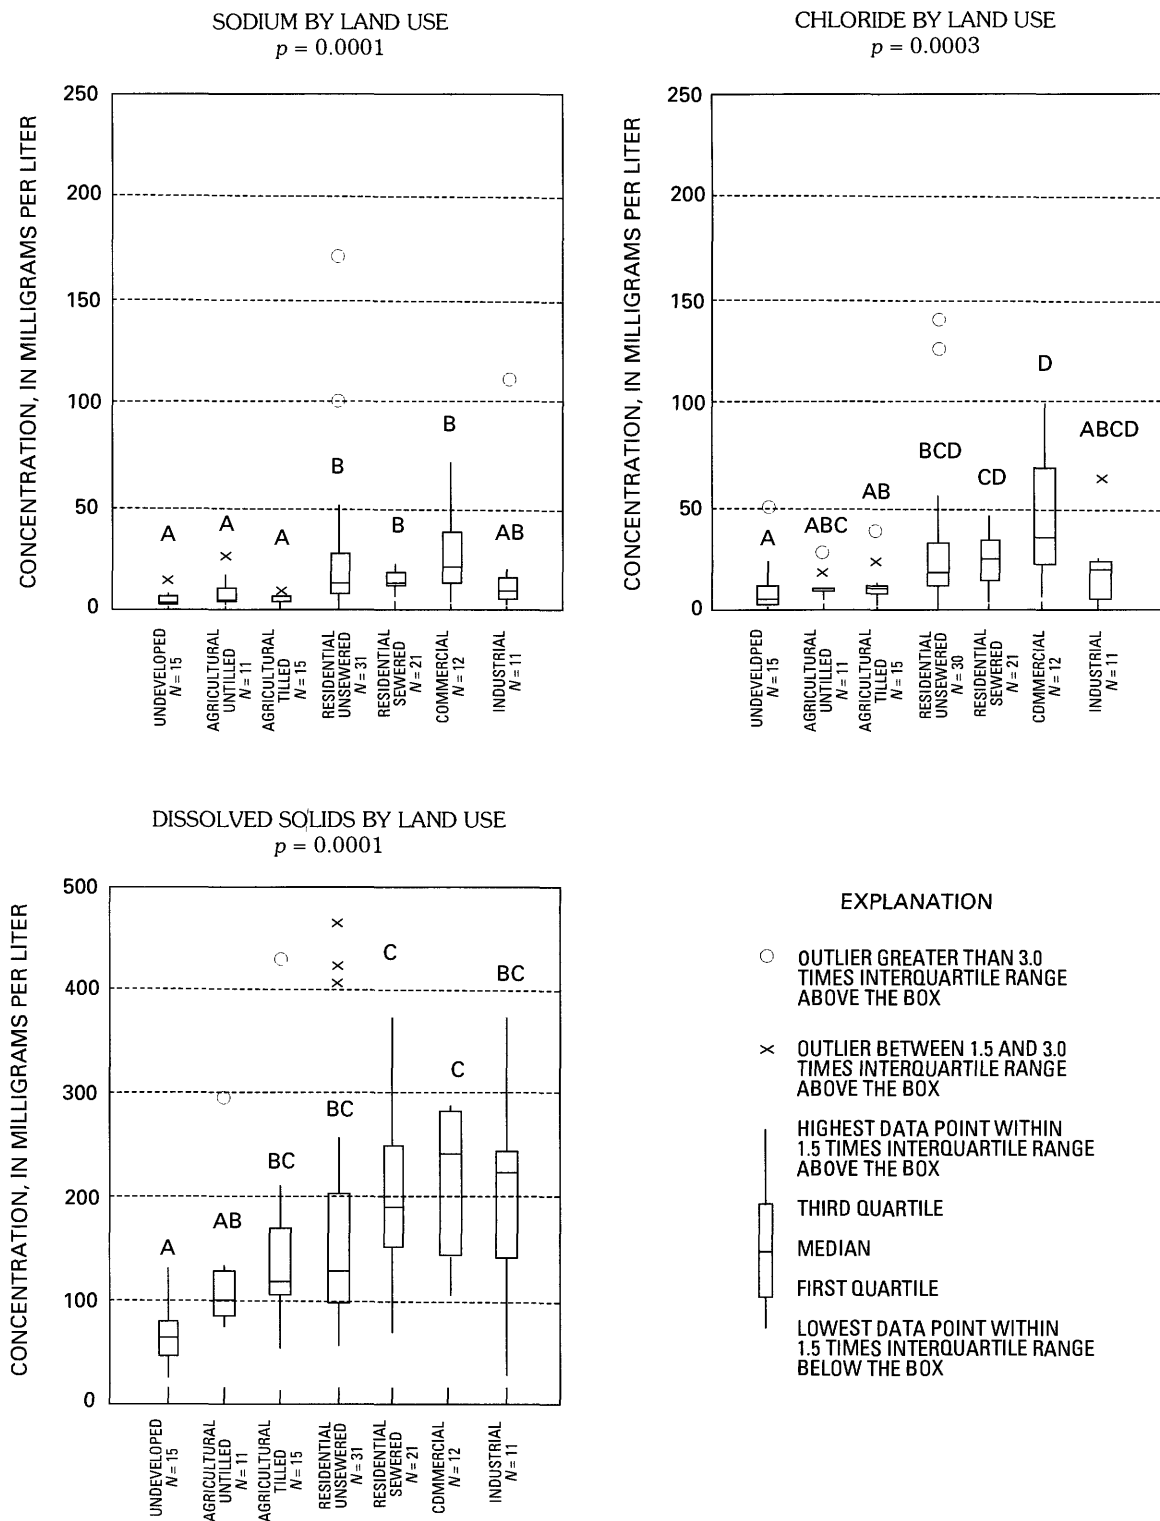 SODIUM BY LAND USE
p = 0.0001
CONCENTRATION, IN MILLIGRAMS PER LITER
250
200
150
100
50
0
A
A
A
B
B
B
AB
UNDEVELOPED
N = 15
AGRICULTURAL
UNTILLED
N = 11
AGRICULTURAL
TILLED
N = 15
RESIDENTIAL
UNSEWERED
N = 31
RESIDENTIAL
SEWERED
N = 21
COMMERCIAL
N = 12
INDUSTRIAL
N = 11
CHLORIDE BY LAND USE
p = 0.0003
CONCENTRATION, IN MILLIGRAMS PER LITER
250
200
150
100
50
0
A
ABC
AB
BCD
CD
D
ABCD
UNDEVELOPED
N = 15
AGRICULTURAL
UNTILLED
N = 11
AGRICULTURAL
TILLED
N = 15
RESIDENTIAL
UNSEWERED
N = 30
RESIDENTIAL
SEWERED
N = 21
COMMERCIAL
N = 12
INDUSTRIAL
N = 11
DISSOLVED SOLIDS BY LAND USE
p = 0.0001
CONCENTRATION, IN MILLIGRAMS PER LITER
500
400
300
200
100
0
A
AB
BC
BC
C
C
BC
UNDEVELOPED
N = 15
AGRICULTURAL
UNTILLED
N = 11
AGRICULTURAL
TILLED
N = 15
RESIDENTIAL
UNSEWERED
N = 31
RESIDENTIAL
SEWERED
N = 21
COMMERCIAL
N = 12
INDUSTRIAL
N = 11
EXPLANATION
OUTLIER GREATER THAN 3.0
TIMES INTERQUARTILE RANGE
ABOVE THE BOX
OUTLIER BETWEEN 1.5 AND 3.0
TIMES INTERQUARTILE RANGE
ABOVE THE BOX
HIGHEST DATA POINT WITHIN
1.5 TIMES INTERQUARTILE RANGE
ABOVE THE BOX
THIRD QUARTILE
MEDIAN
FIRST QUARTILE
LOWEST DATA POINT WITHIN
1.5 TIMES INTERQUARTILE RANGE
BELOW THE BOX